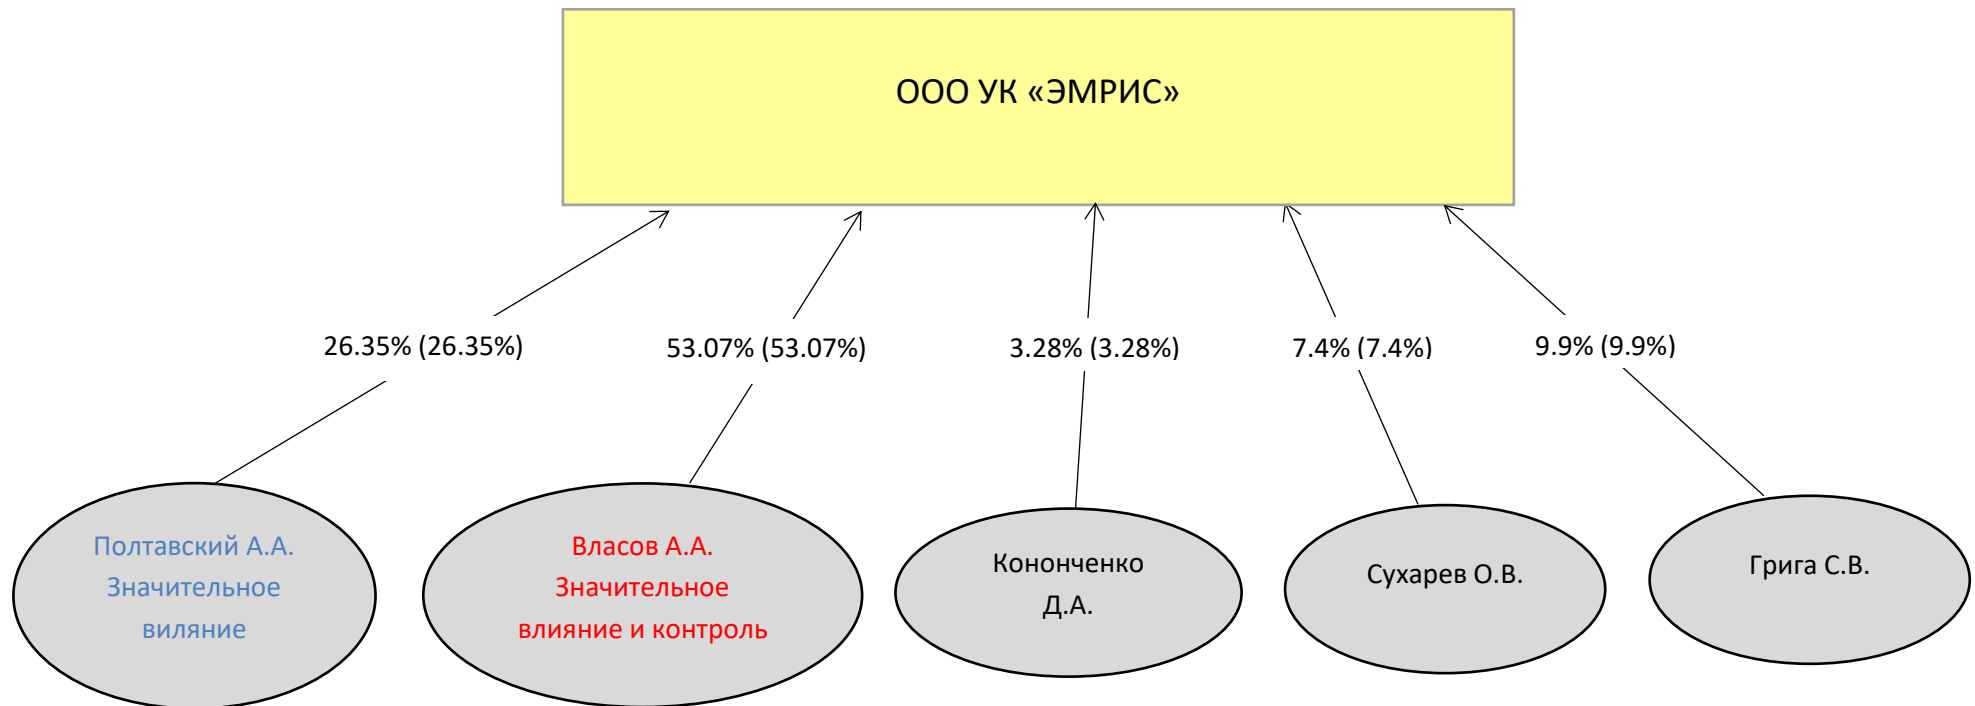 ООО УК «ЭМРИС»
26.35% (26.35%)
53.07% (53.07%)
3.28% (3.28%)
7.4% (7.4%)
9.9% (9.9%)
Полтавский А.А.
Значительное
виляние
Власов А.А.
Значительное
влияние и контроль
Кононченко
Д.А.
Сухарев О.В.
Грига С.В.